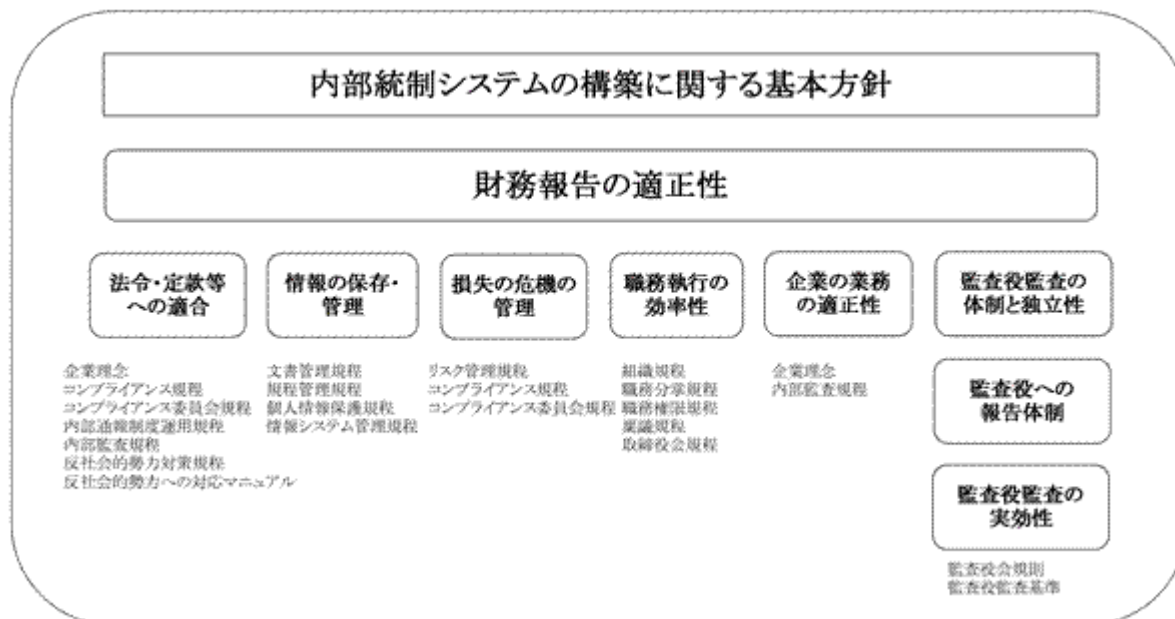 内部統制システムの構築に関する基本方針
財務報告の適正性
法令・定款等
への適合
企業理念
コンプライアンス規程
コンプライアンス委員会規程
内部通報制度運用規程
内部監査規程
反社会的勢力対策規程
反社会的勢力への対応マニュアル
情報の保存・
管理
文書管理規程
規程管理規程
個人情報保護規程
情報システム管理規程
損失の危機の
管理
リスク管理規程
コンプライアンス規程
コンプライアンス委員会規程
職務執行の
効率性
組織規程
職務分掌規程
職務権限規程
稟議規程
取締役会規程
企業の業務
の適正性
企業理念
内部監査規程
監査役監査の
体制と独立性
監査役への
報告体制
監査役監査の
実効性
監査役会規則
監査役監査基準